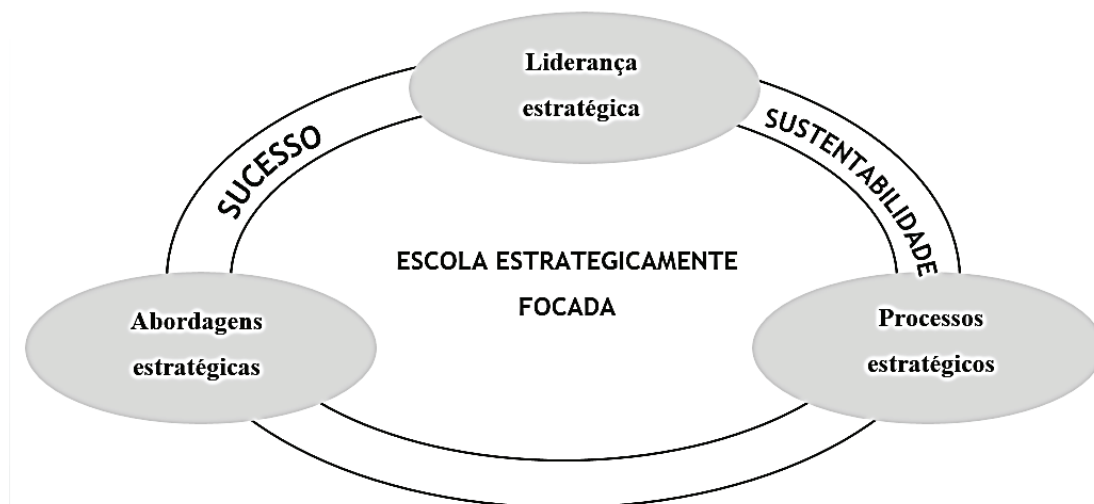 Liderança
estratégica
SUCESSO
SUSTENTABILIDADE
ESCOLA ESTRATEGICAMENTE
FOCADA
Abordagens
estratégicas
Processos
estratégicos